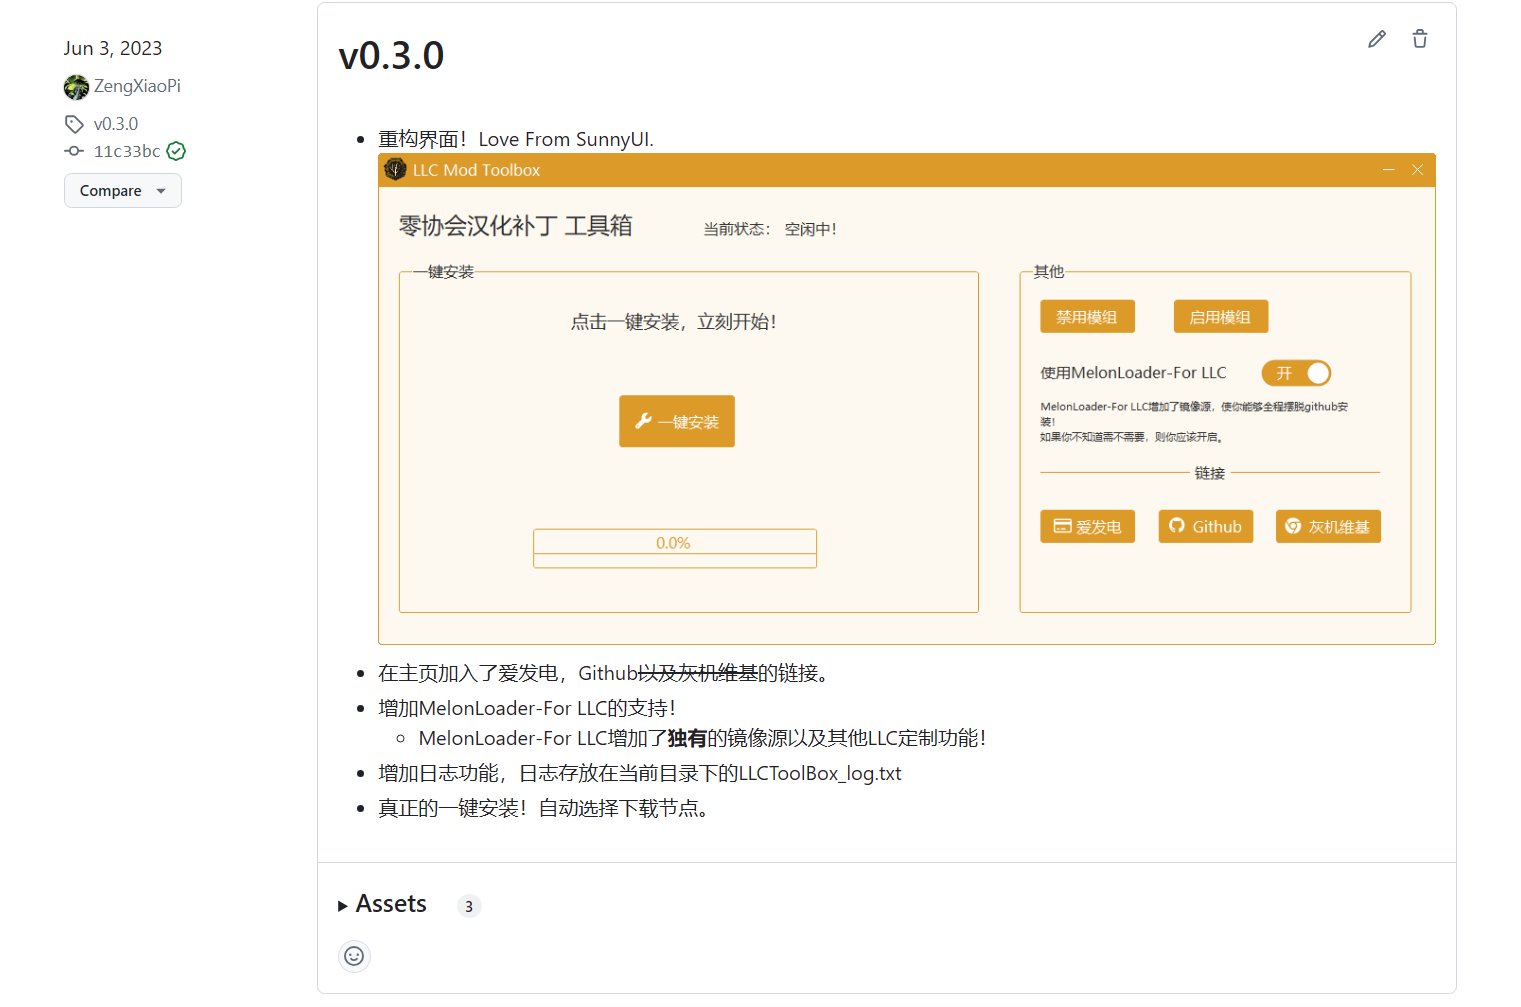 Jun 3, 2023
ZengXiaoPi
v0.3.0
11c33bc
Compare
v0.3.0
重构界面！Love From SunnyUI.
LLC Mod Toolbox
零协会汉化补丁 工具箱
当前状态： 空闲中！
一键安装
点击一键安装，立刻开始！
一键安装
0.0%
其他
禁用模组
启用模组
使用MelonLoader-For LLC
开
MelonLoader-For LLC增加了镜像源，使你能够全程摆脱github安
装！
如果你不知道需不需要，则你应该开启。
链接
爱发电
Github
灰机维基
在主页加入了爱发电，Github以及灰机维基的链接。
增加MelonLoader-For LLC的支持！
MelonLoader-For LLC增加了独有的镜像源以及其他LLC定制功能！
增加日志功能，日志存放在当前目录下的LLCToolBox_log.txt
真正的一键安装！自动选择下载节点。
Assets 3